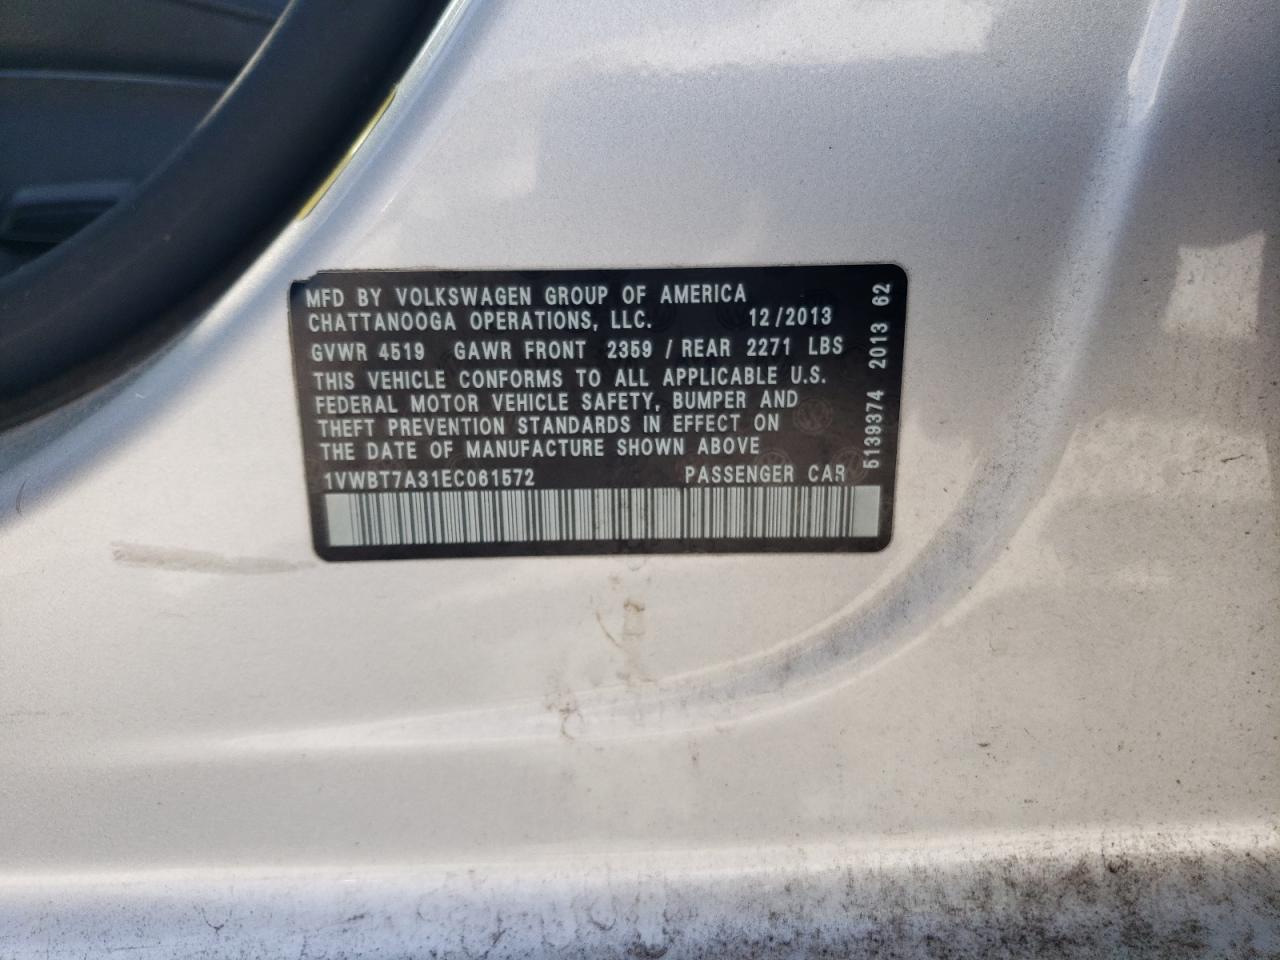 MFD BY VOLKSWAGEN GROUP OF AMERICA
CHATTANOOGA OPERATIONS, LLC. 12/2013
GVWR 4519 GAWR FRONT 2359 / REAR 2271 LBS
THIS VEHICLE CONFORMS TO ALL APPLICABLE U.S.
FEDERAL MOTOR VEHICLE SAFETY, BUMPER AND
THEFT PREVENTION STANDARDS IN EFFECT ON
THE DATE OF MANUFACTURE SHOWN ABOVE
1VWBT7A31EC061572 PASSENGER CAR
5139374 2013 62